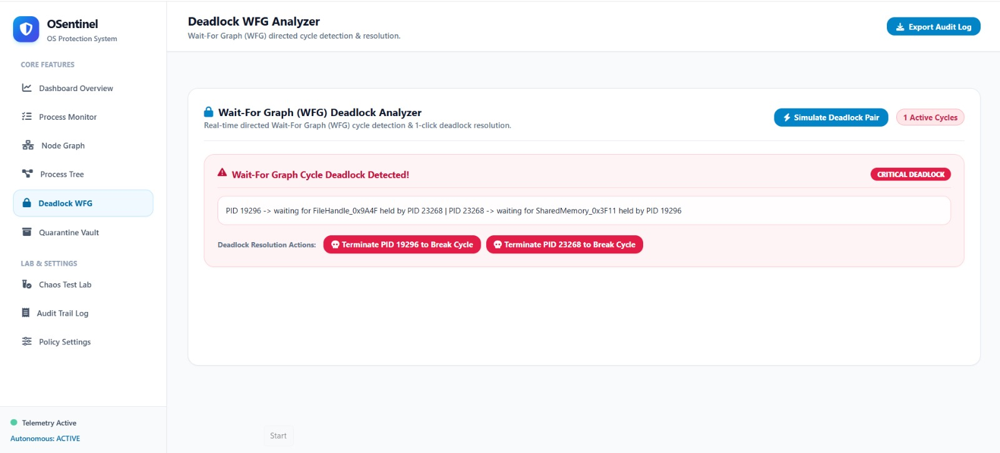 OSentinel
OS Protection System
CORE FEATURES
Dashboard Overview
Process Monitor
Node Graph
Process Tree
Deadlock WFG
Quarantine Vault
LAB & SETTINGS
Chaos Test Lab
Audit Trail Log
Policy Settings
Telemetry Active
Autonomous: ACTIVE
Deadlock WFG Analyzer
Wait-For Graph (WFG) directed cycle detection & resolution.
Export Audit Log
Wait-For Graph (WFG) Deadlock Analyzer
Real-time directed Wait-For Graph (WFG) cycle detection & 1-click deadlock resolution.
Simulate Deadlock Pair
1 Active Cycles
Wait-For Graph Cycle Deadlock Detected!
CRITICAL DEADLOCK
PID 19296 -> waiting for FileHandle_0x9A4F held by PID 23268 | PID 23268 -> waiting for SharedMemory_0x3F11 held by PID 19296
Deadlock Resolution Actions:
Terminate PID 19296 to Break Cycle
Terminate PID 23268 to Break Cycle
Start